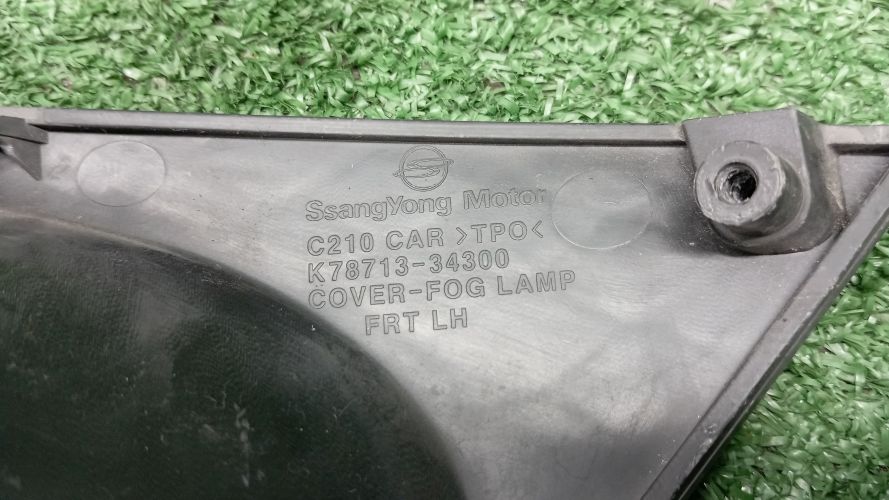 SsangYong Motor
C210 CAR >TPO<
K78713-34300
COVER-FOG LAMP
FRT LH